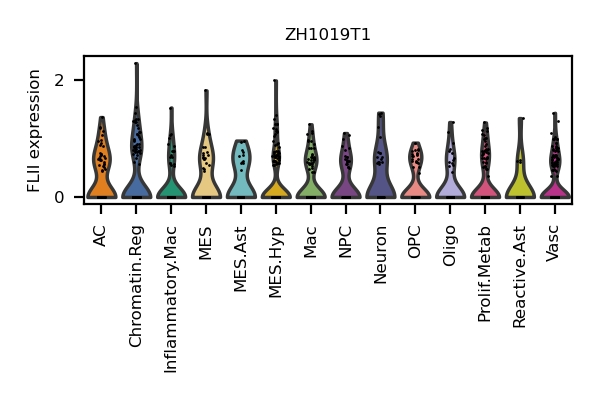 ZH1019T1
FLII expression
2
0
AC
Chromatin.Reg
Inflammatory.Mac
MES
MES.Ast
MES.Hyp
Mac
NPC
Neuron
OPC
Oligo
Prolif.Metab
Reactive.Ast
Vasc